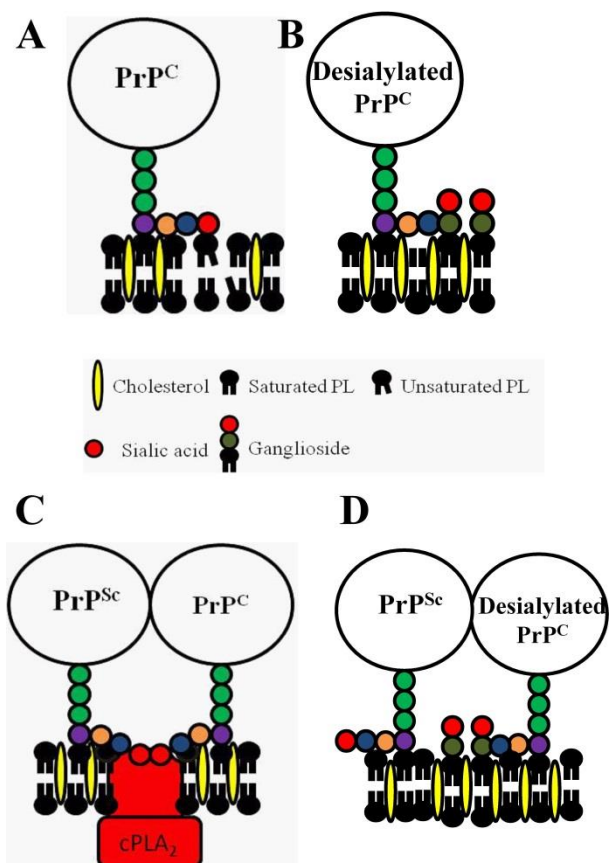 A
PrPC
B
Desialylated
PrPC
Cholesterol
Saturated PL
Unsaturated PL
Sialic acid
Ganglioside
C
PrPSc
PrPC
cPLA2
D
PrPSc
Desialylated
PrPC